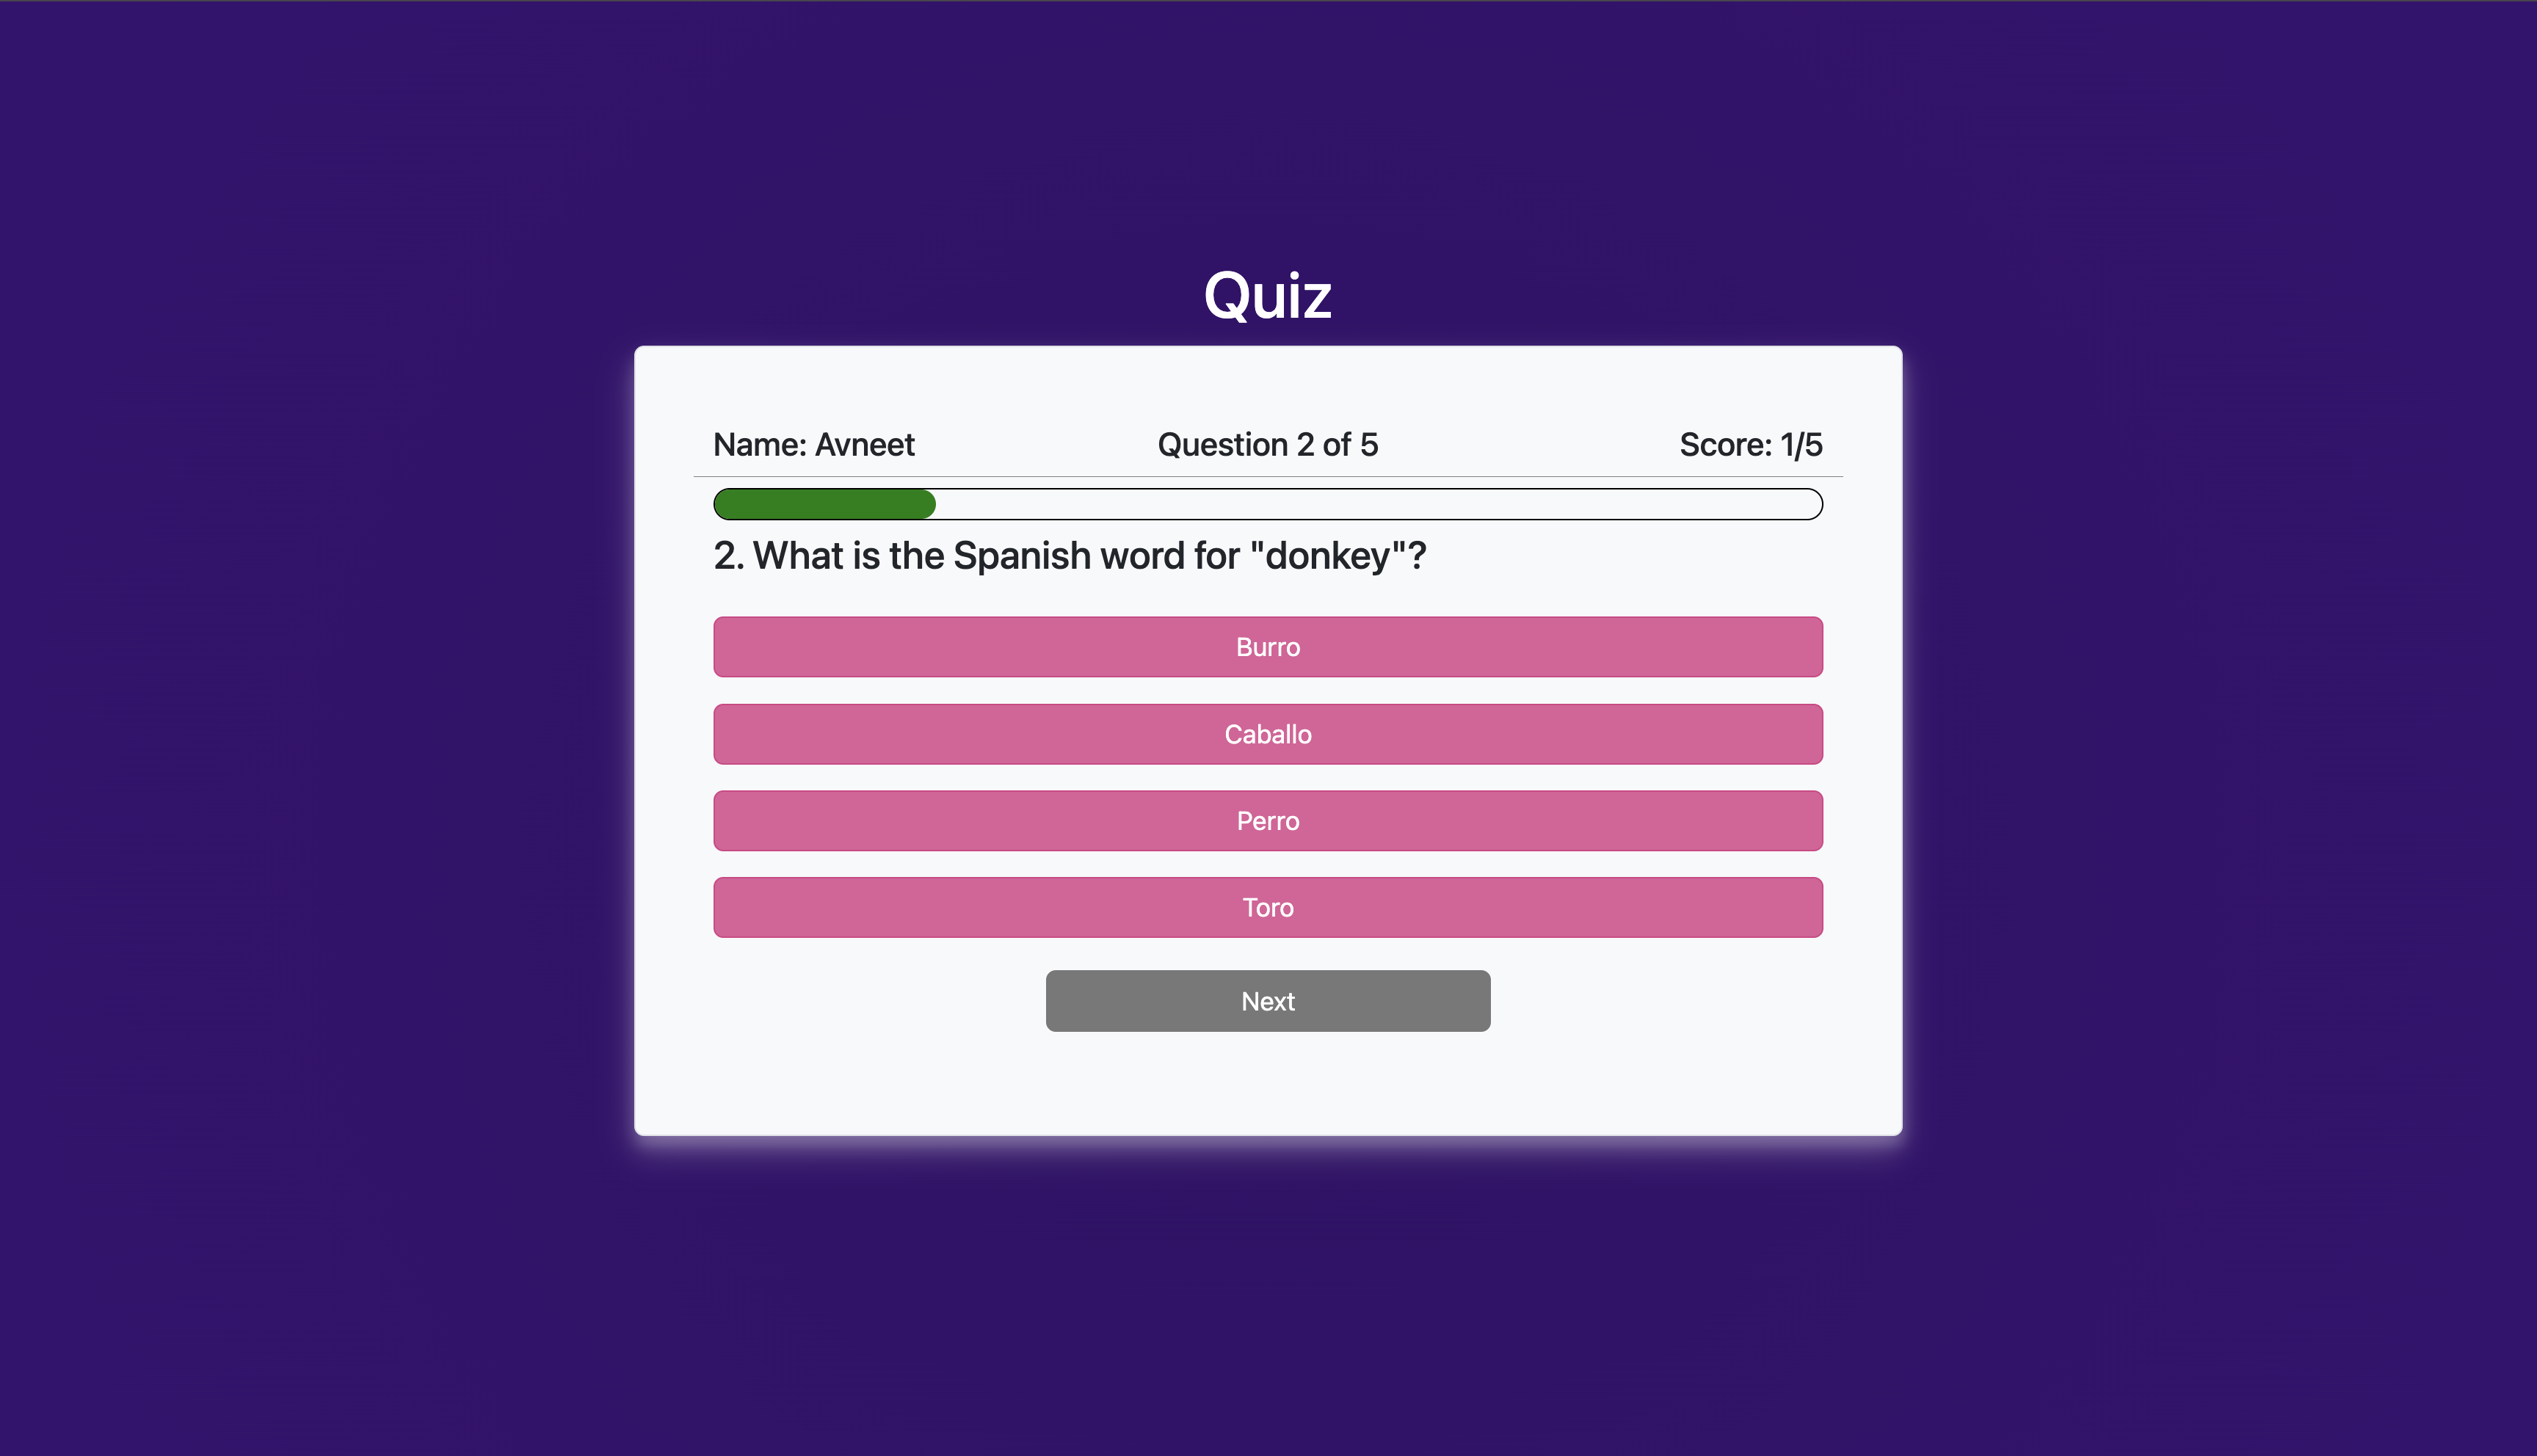 Quiz
Name: Avneet
Question 2 of 5
Score: 1/5
2. What is the Spanish word for "donkey"?
Burro
Caballo
Perro
Toro
Next